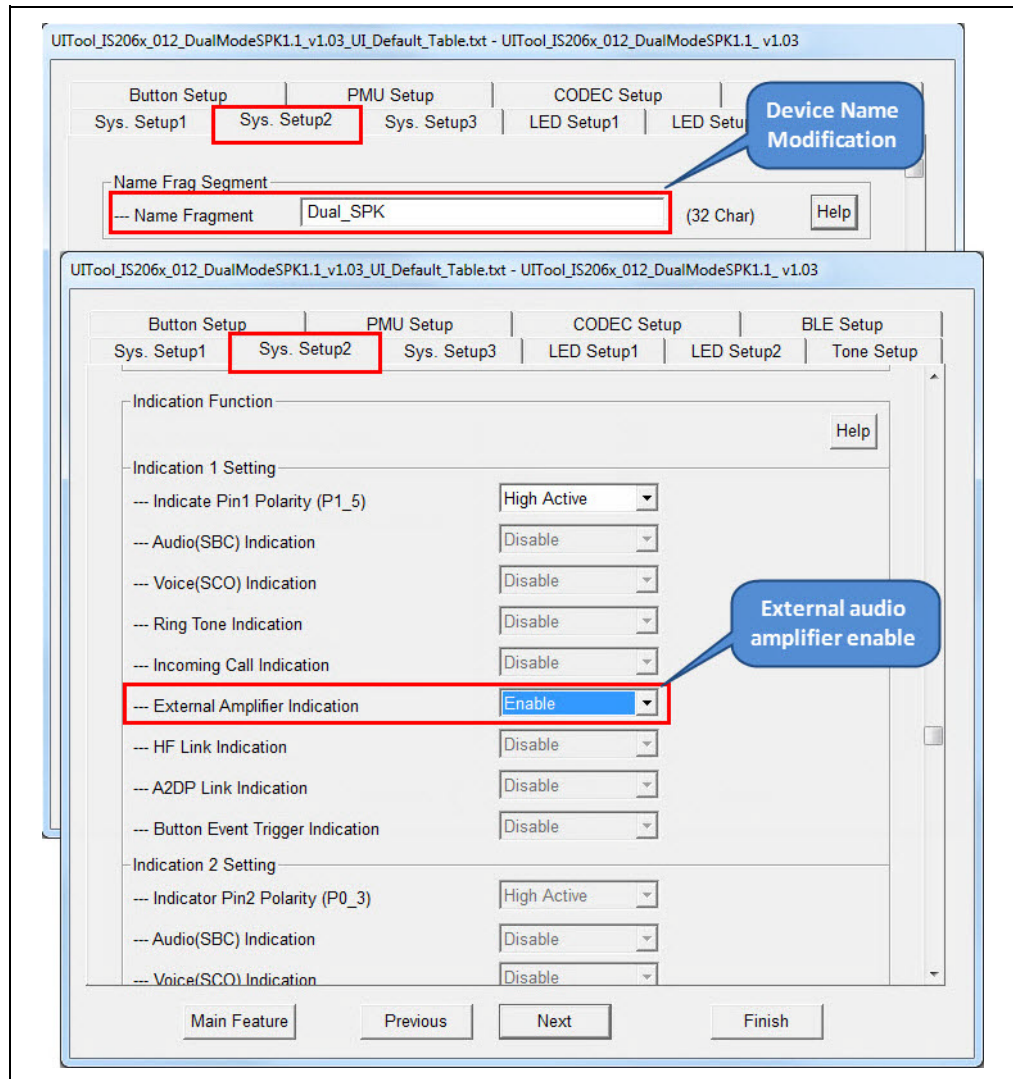 UITool_IS206x_012_DualModeSPK1.1_v1.03_UI_Default_Table.txt - UITool_IS206x_012_DualModeSPK1.1_ v1.03
Button Setup PMU Setup CODEC Setup
Sys. Setup1 Sys. Setup2 Sys. Setup3 LED Setup1 LED Setu
Device Name
Modification
Name Frag Segment
--- Name Fragment Dual_SPK (32 Char) Help
UITool_IS206x_012_DualModeSPK1.1_v1.03_UI_Default_Table.txt - UITool_IS206x_012_DualModeSPK1.1_ v1.03
Button Setup PMU Setup CODEC Setup BLE Setup
Sys. Setup1 Sys. Setup2 Sys. Setup3 LED Setup1 LED Setup2 Tone Setup
Indication Function
Help
Indication 1 Setting
--- Indicate Pin1 Polarity (P1_5) High Active
--- Audio(SBC) Indication Disable
--- Voice(SCO) Indication Disable
--- Ring Tone Indication Disable
--- Incoming Call Indication Disable
External audio
amplifier enable
--- External Amplifier Indication Enable
--- HF Link Indication Disable
--- A2DP Link Indication Disable
--- Button Event Trigger Indication Disable
Indication 2 Setting
--- Indicator Pin2 Polarity (P0_3) High Active
--- Audio(SBC) Indication Disable
--- Voice(SCO) Indication Disable
Main Feature Previous Next Finish